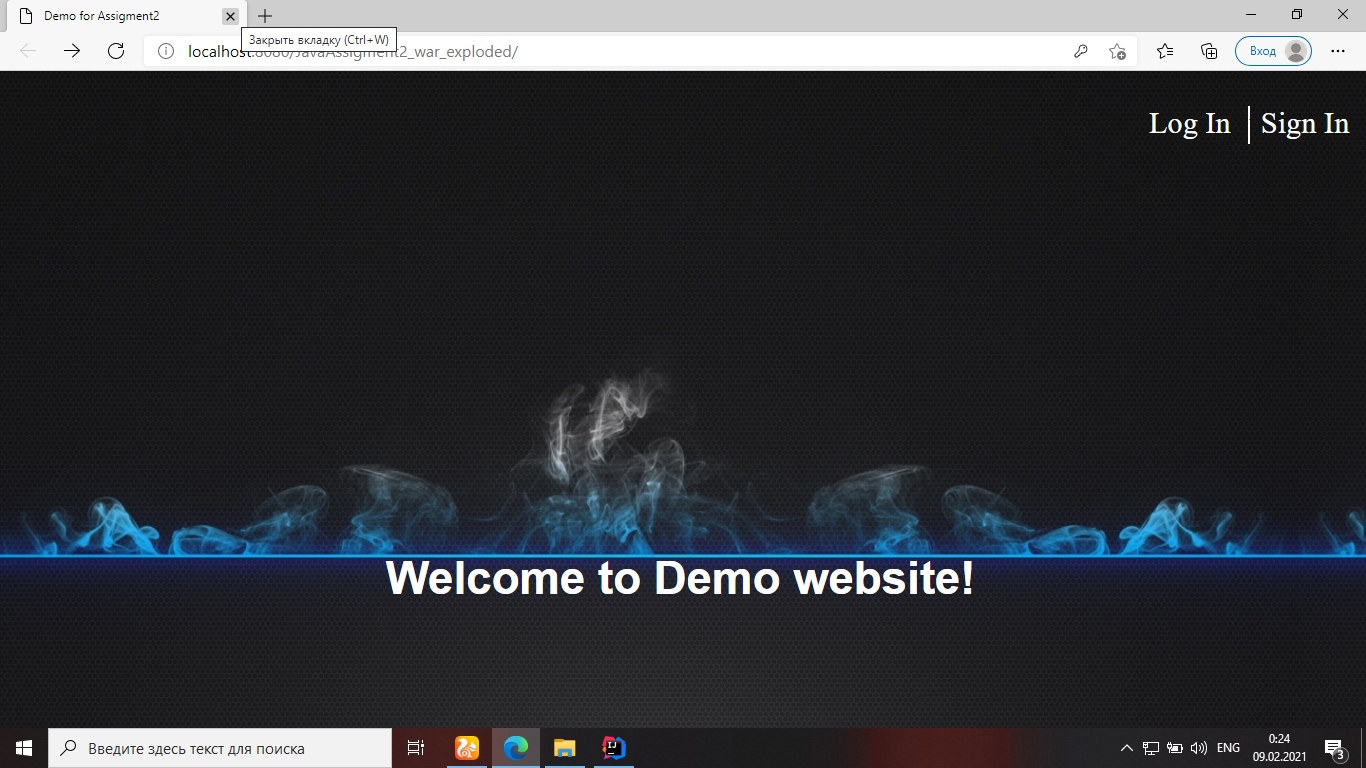 Demo for Assigment2
Закрыть вкладку (Ctrl+W)
localhost:8080/JavaAssigment2_war_exploded/
Вход
Log In
Sign In
Welcome to Demo website!
Введите здесь текст для поиска
ENG
0:24
09.02.2021
3